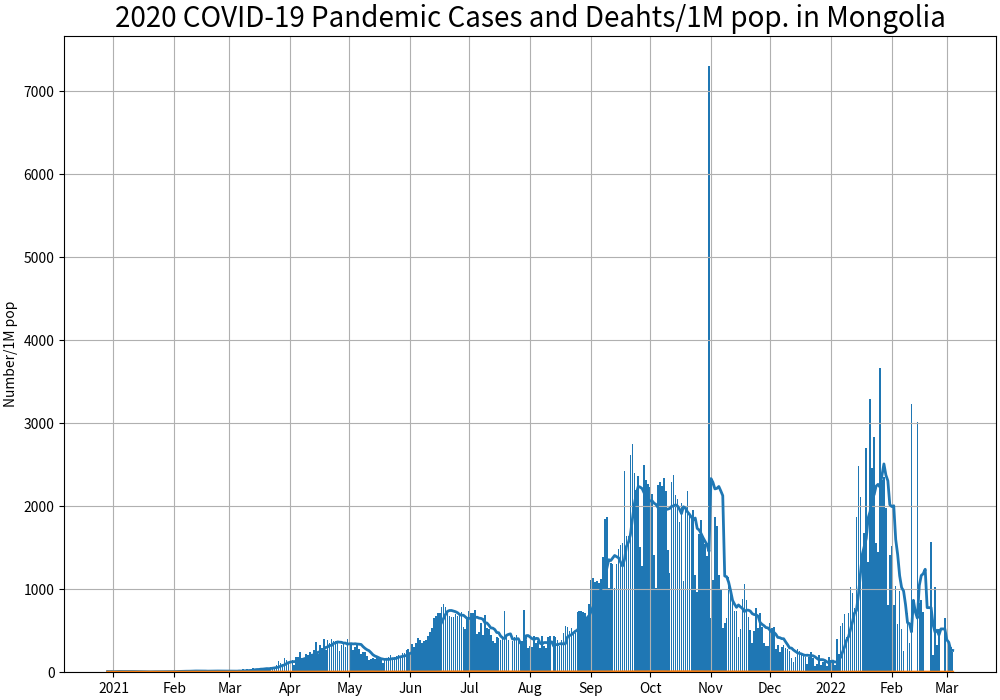 2020 COVID-19 Pandemic Cases and Deahts/1M pop. in Mongolia
7000
6000
5000
4000
3000
2000
1000
0
Number/1M pop
2021 Feb Mar Apr May Jun Jul Aug Sep Oct Nov Dec 2022 Feb Mar